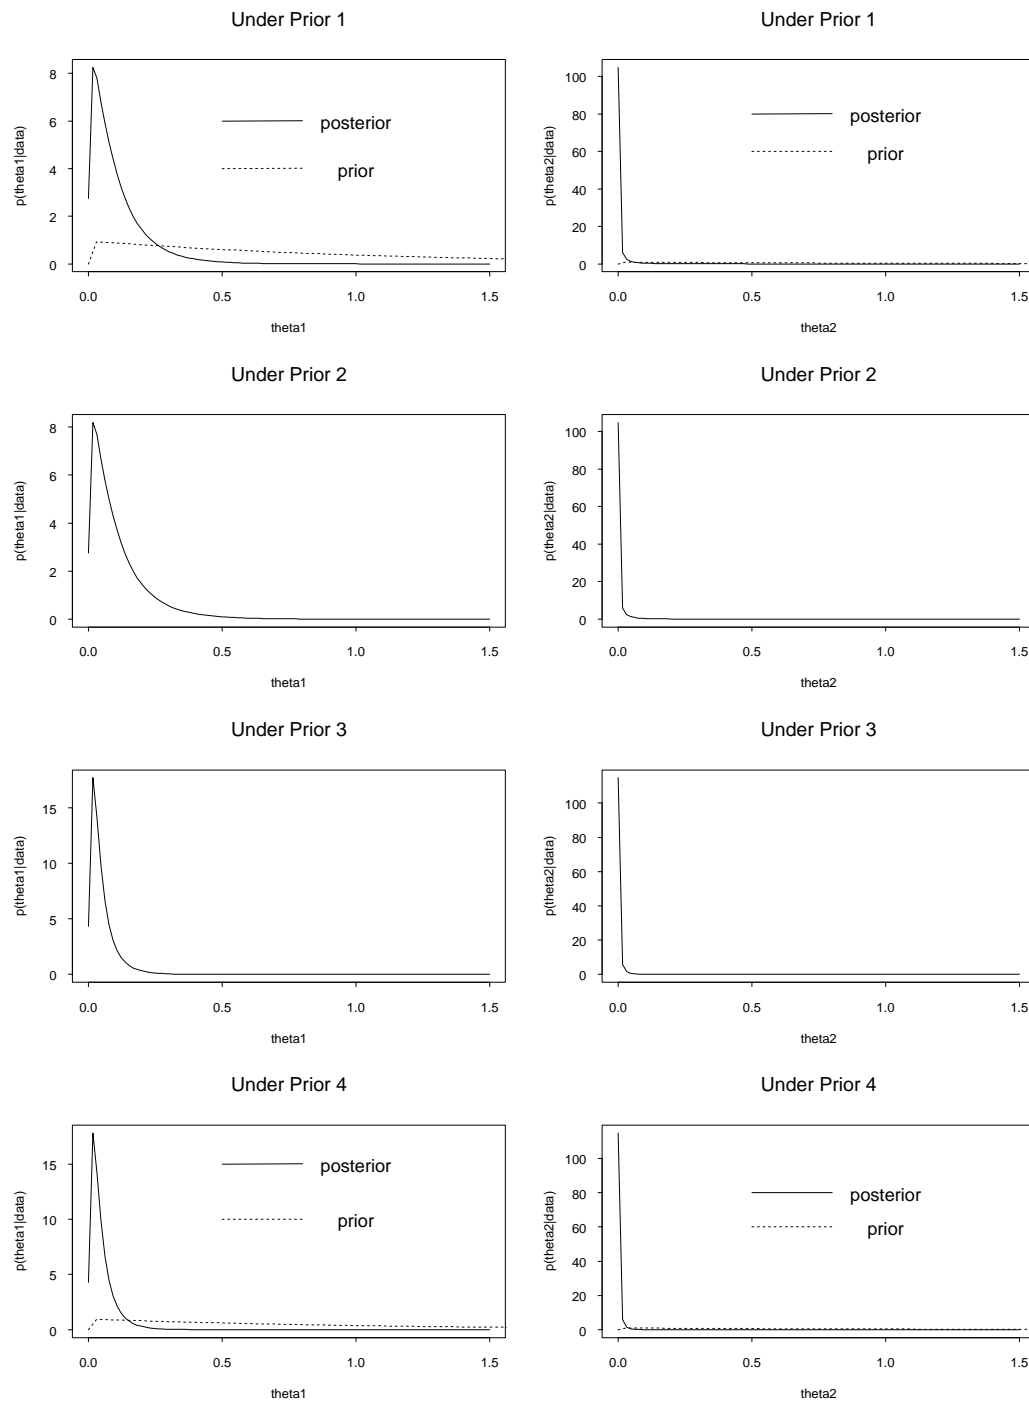 Under Prior 1
p(theta1|data)
8
6
4
2
0
posterior
prior
0.0 0.5 1.0 1.5
theta1
Under Prior 1
p(theta2|data)
100
80
60
40
20
0
posterior
prior
0.0 0.5 1.0 1.5
theta2
Under Prior 2
p(theta1|data)
8
6
4
2
0
0.0 0.5 1.0 1.5
theta1
Under Prior 2
p(theta2|data)
100
80
60
40
20
0
0.0 0.5 1.0 1.5
theta2
Under Prior 3
p(theta1|data)
15
10
5
0
0.0 0.5 1.0 1.5
theta1
Under Prior 3
p(theta2|data)
100
80
60
40
20
0
0.0 0.5 1.0 1.5
theta2
Under Prior 4
p(theta1|data)
15
10
5
0
posterior
prior
0.0 0.5 1.0 1.5
theta1
Under Prior 4
p(theta2|data)
100
80
60
40
20
0
posterior
prior
0.0 0.5 1.0 1.5
theta2